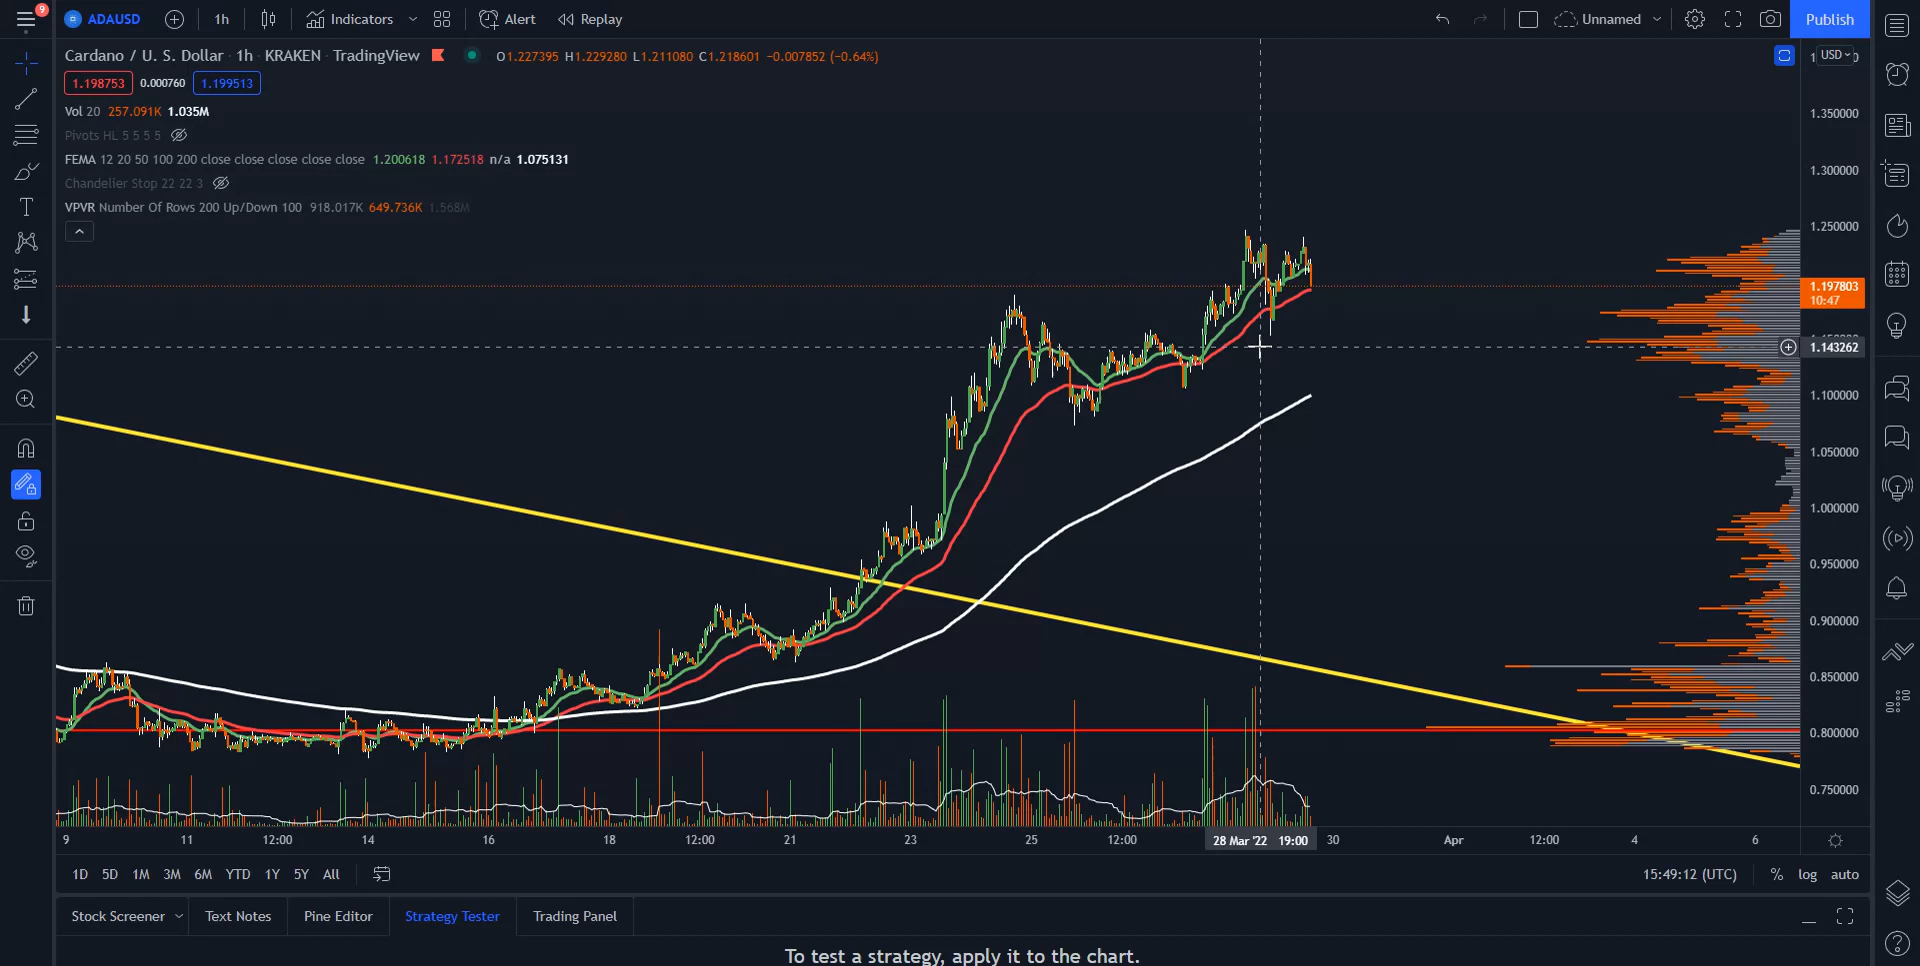 9
ADAUSD 1h Indicators Alert Replay Unnamed Publish
Cardano / U. S. Dollar · 1h · KRAKEN · TradingView O1.227395 H1.229280 L1.211080 C1.218601 −0.007852 (−0.64%)
USD
1.198753 0.000760 1.199513
Vol 20 257.091K 1.035M
Pivots HL 5 5 5 5
FEMA 12 20 50 100 200 close close close close close 1.200618 1.172518 n/a 1.075131
Chandelier Stop 22 22 3
VPVR Number Of Rows 200 Up/Down 100 918.017K 649.736K 1.568M
1.350000
1.300000
1.250000
1.197803
10:47
1.143262
1.100000
1.050000
1.000000
0.950000
0.900000
0.850000
0.800000
0.750000
9 11 12:00 14 16 18 12:00 21 23 25 12:00 28 Mar '22 19:00 30 Apr 12:00 4 6
1D 5D 1M 3M 6M YTD 1Y 5Y All 15:49:12 (UTC) % log auto
Stock Screener Text Notes Pine Editor Strategy Tester Trading Panel
To test a strategy, apply it to the chart.